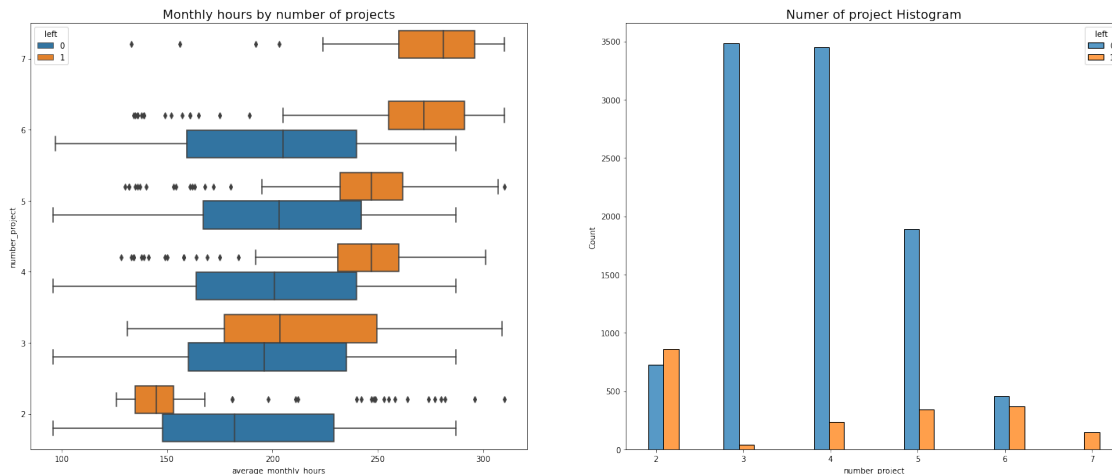 Monthly hours by number of projects
left
0
1
7
6
5
4
3
2
number_project
100 150 200 250 300
average_monthly_hours
Numer of project Histogram
left
3500
3000
2500
2000
1500
1000
500
0
Count
2 3 4 5 6 7
number_project